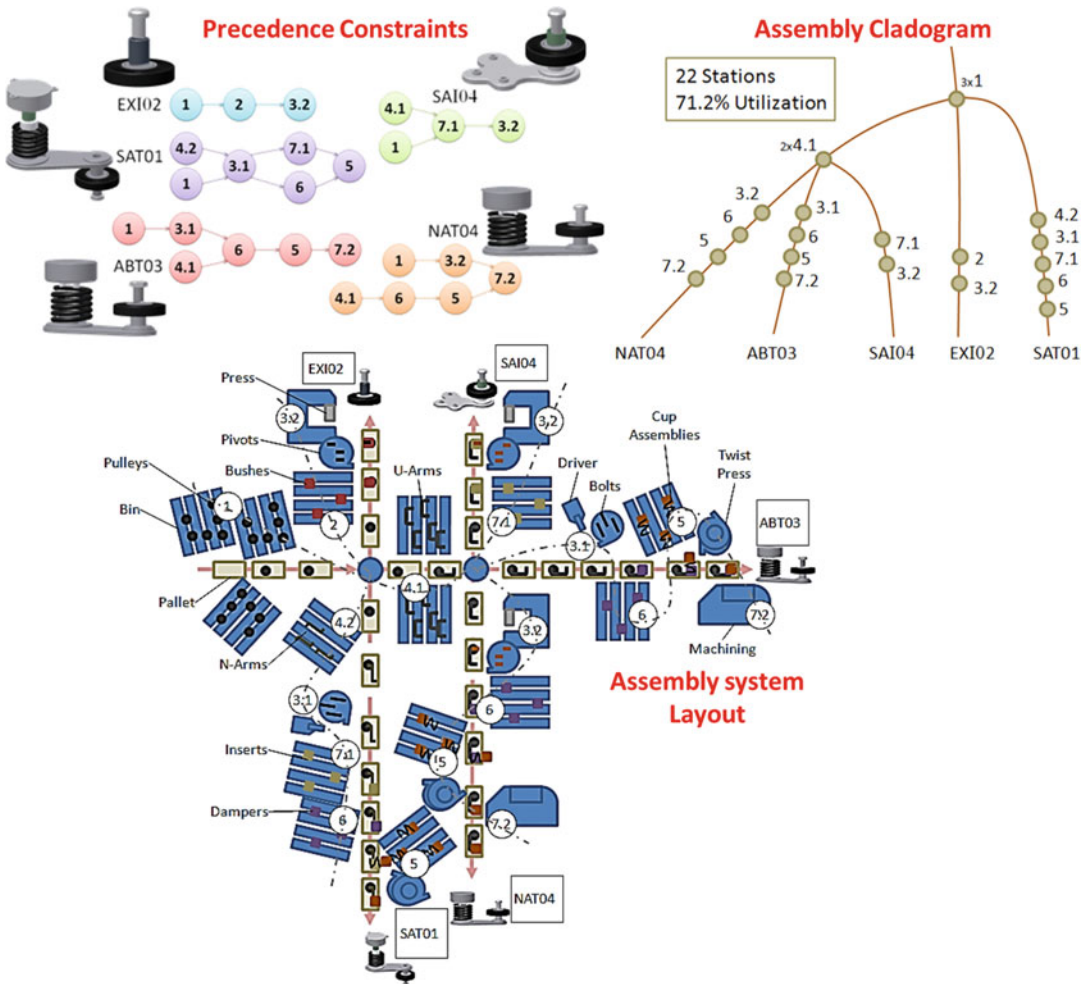 Precedence Constraints
EXI02
1 2 3.2
SAI04
4.1
1
7.1 3.2
SAT01
4.2
1
3.1
7.1
6
5
ABT03
1 3.1
4.1
6 5 7.2
NAT04
1 3.2
4.1 6 5
7.2
Assembly Cladogram
22 Stations
71.2% Utilization
3x1
2x4.1
3.2
6
5
7.2
3.1
6
5
7.2
7.1
3.2
2
3.2
4.2
3.1
7.1
6
5
NAT04 ABT03 SAI04 EXI02 SAT01
EXI02
SAI04
Press
3.2
3.2
Pivots
Cup
Assemblies
Twist
Press
Pulleys
Bushes
U-Arms
Driver
Bolts
Bin
1
2
7.1
3.1
5
ABT03
Pallet
4.1
4.2
3.2
6
7.2
N-Arms
Machining
Assembly system
Layout
3.1
6
Inserts
7.1
5
Dampers
6
7.2
5
NAT04
SAT01